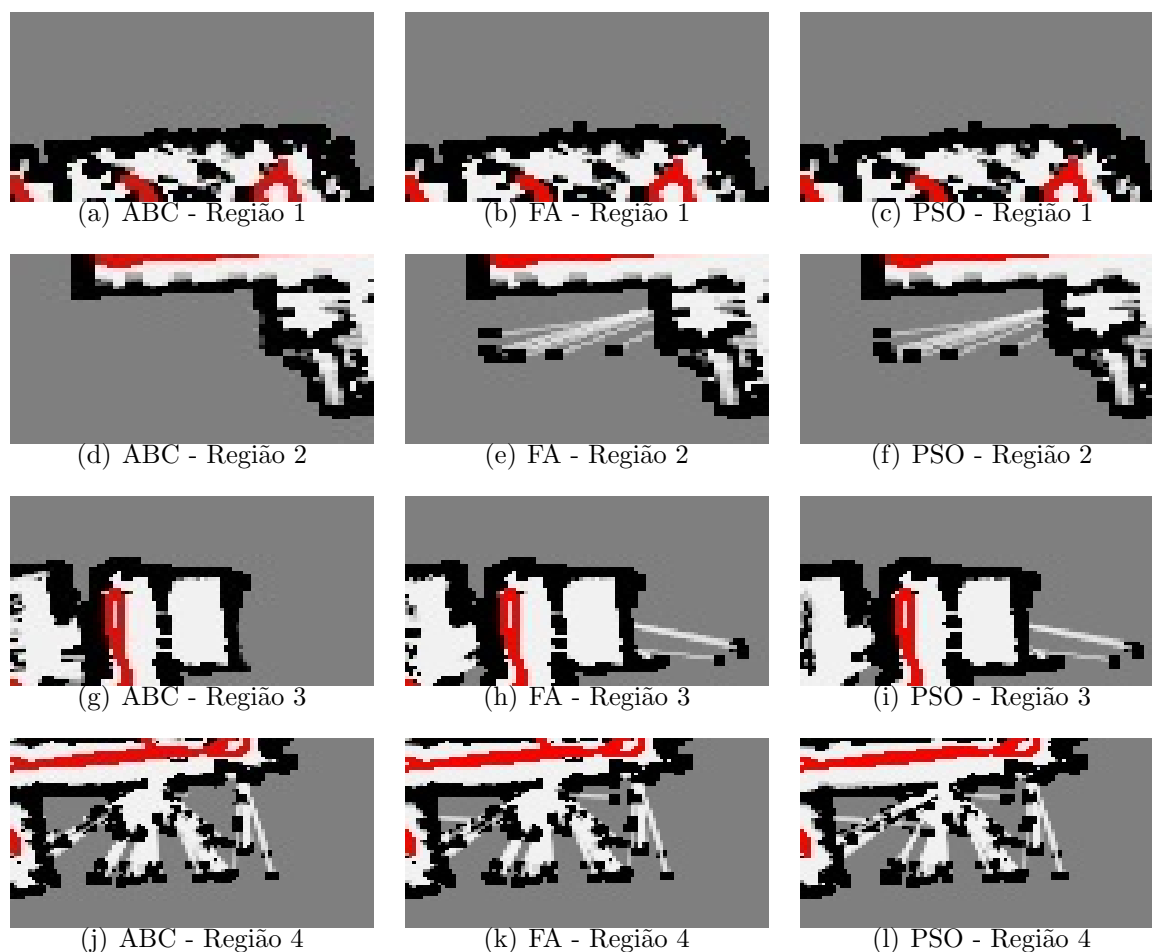 (a) ABC - Região 1
(b) FA - Região 1
(c) PSO - Região 1
(d) ABC - Região 2
(e) FA - Região 2
(f) PSO - Região 2
(g) ABC - Região 3
(h) FA - Região 3
(i) PSO - Região 3
(j) ABC - Região 4
(k) FA - Região 4
(l) PSO - Região 4